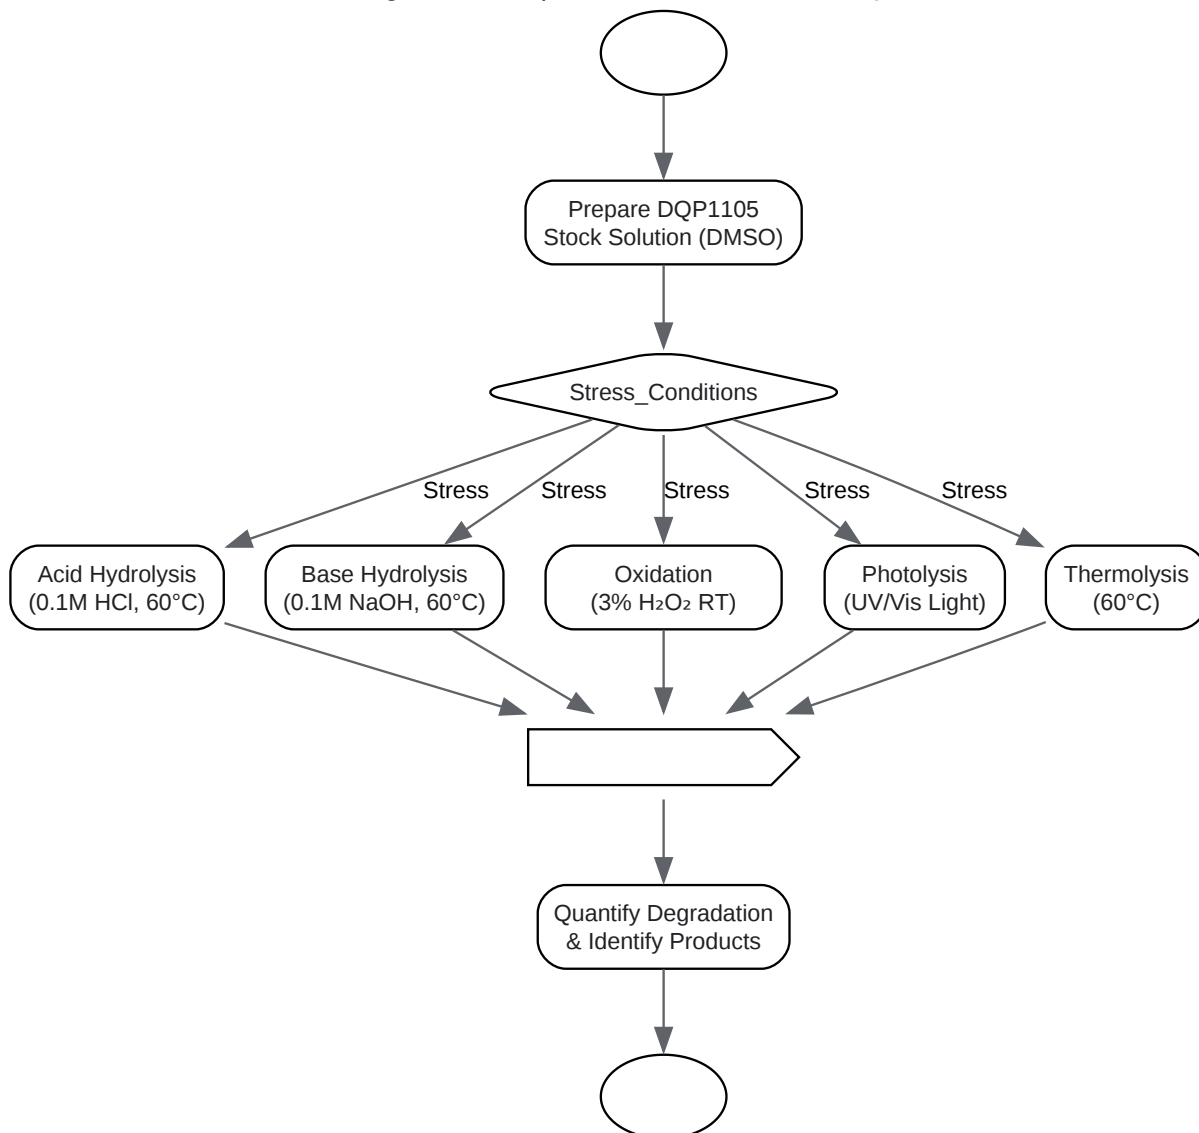 Prepare DQP1105
Stock Solution (DMSO)
Stress_Conditions
Stress
Stress
Stress
Stress
Stress
Acid Hydrolysis
(0.1M HCl, 60°C)
Base Hydrolysis
(0.1M NaOH, 60°C)
Oxidation
(3% H₂O₂ RT)
Photolysis
(UV/Vis Light)
Thermolysis
(60°C)
Quantify Degradation
& Identify Products